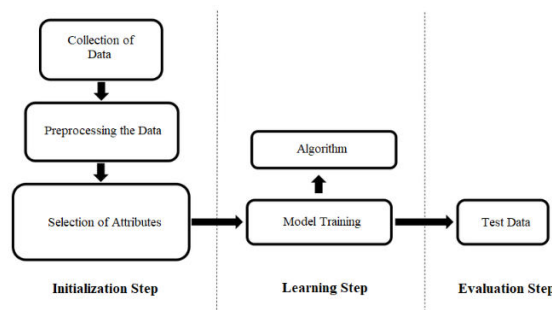 Collection of
Data
Preprocessing the Data
Selection of Attributes
Algorithm
Model Training
Test Data
Initialization Step
Learning Step
Evaluation Step